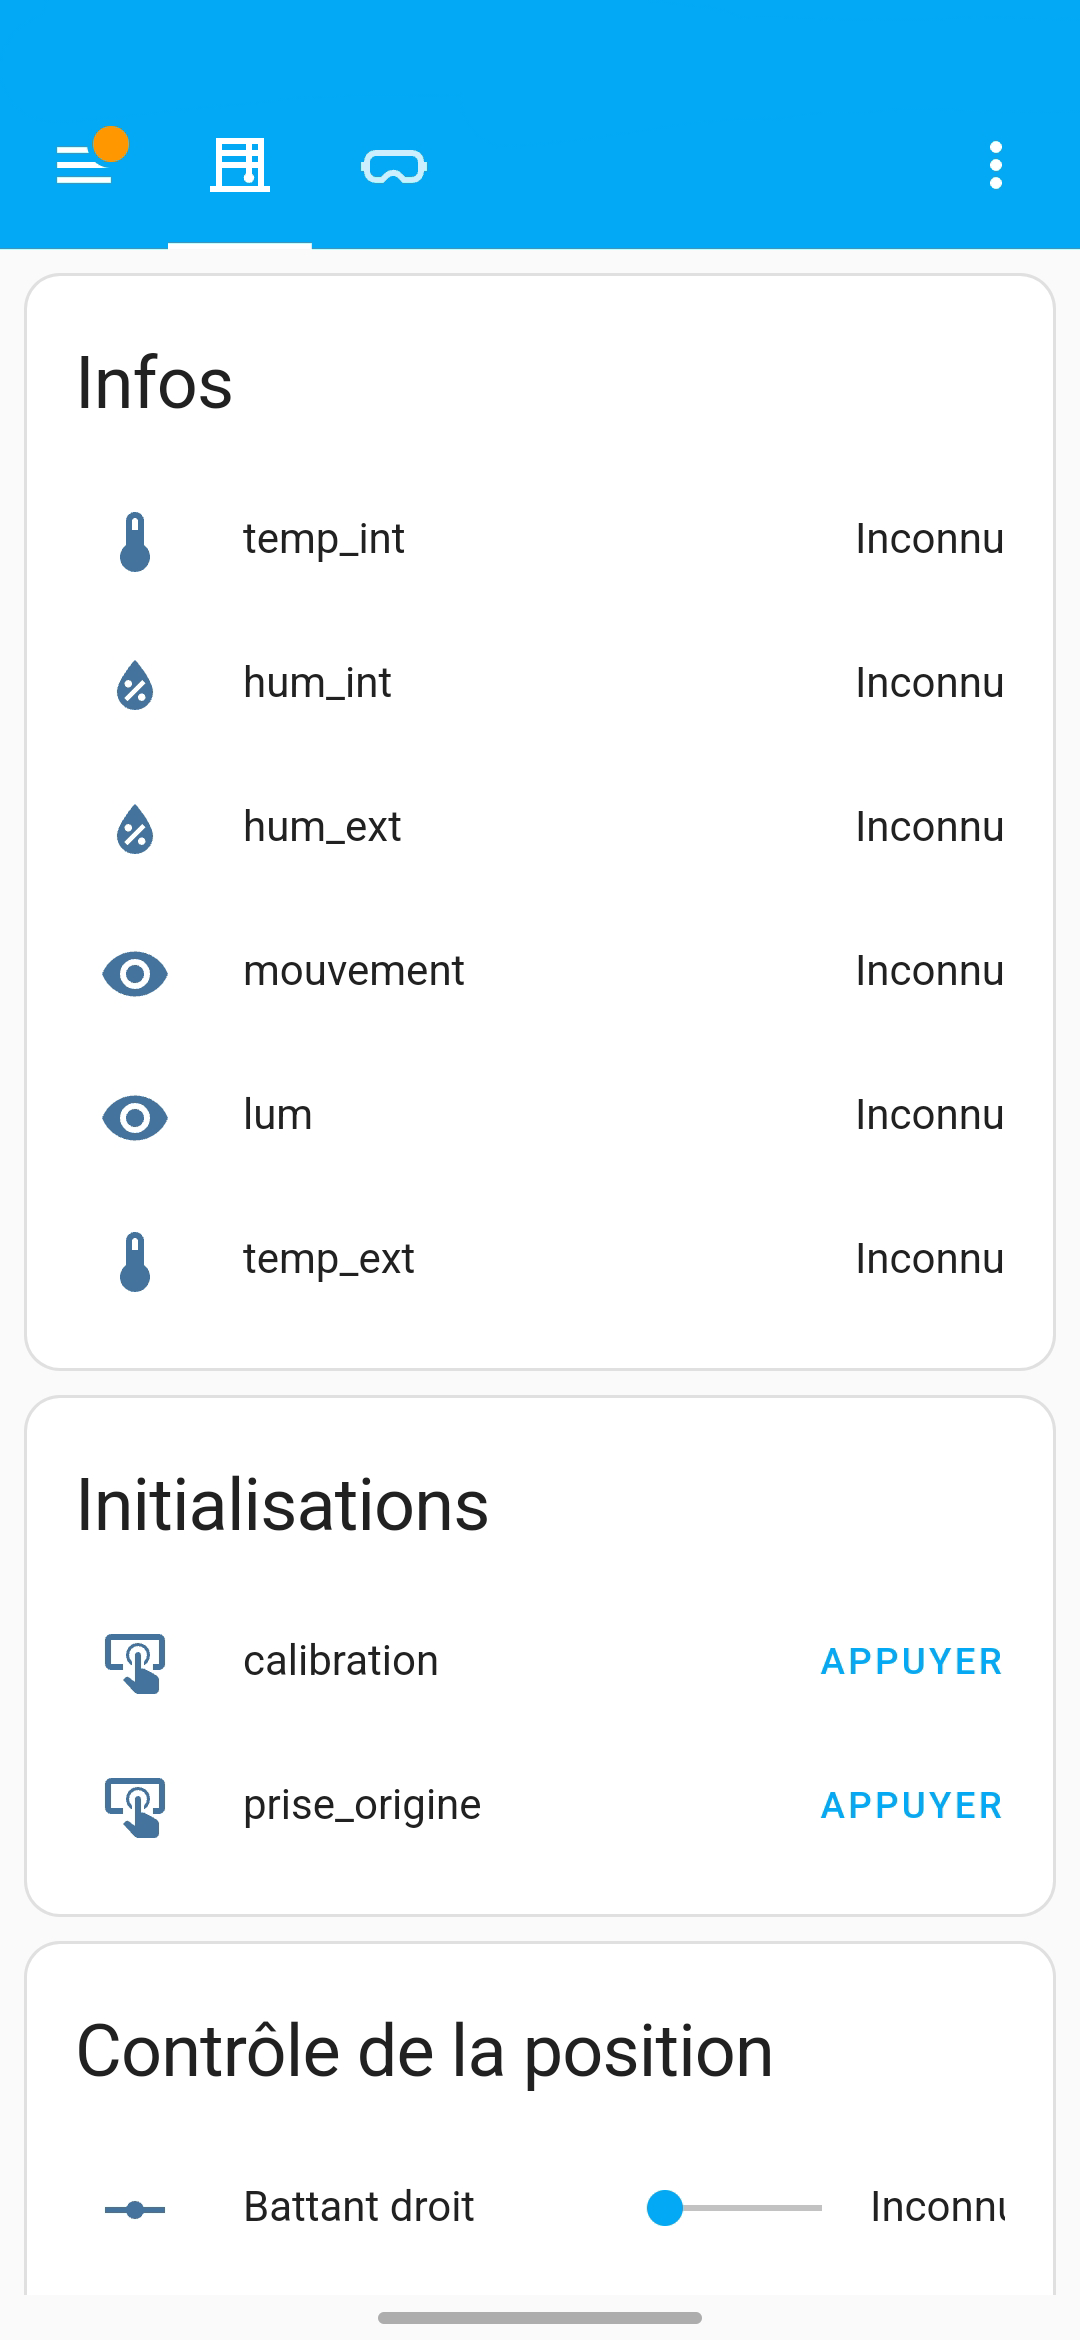 Infos
temp_int Inconnu
hum_int Inconnu
hum_ext Inconnu
mouvement Inconnu
lum Inconnu
temp_ext Inconnu
Initialisations
calibration APPUYER
prise_origine APPUYER
Contrôle de la position
Battant droit Inconnu